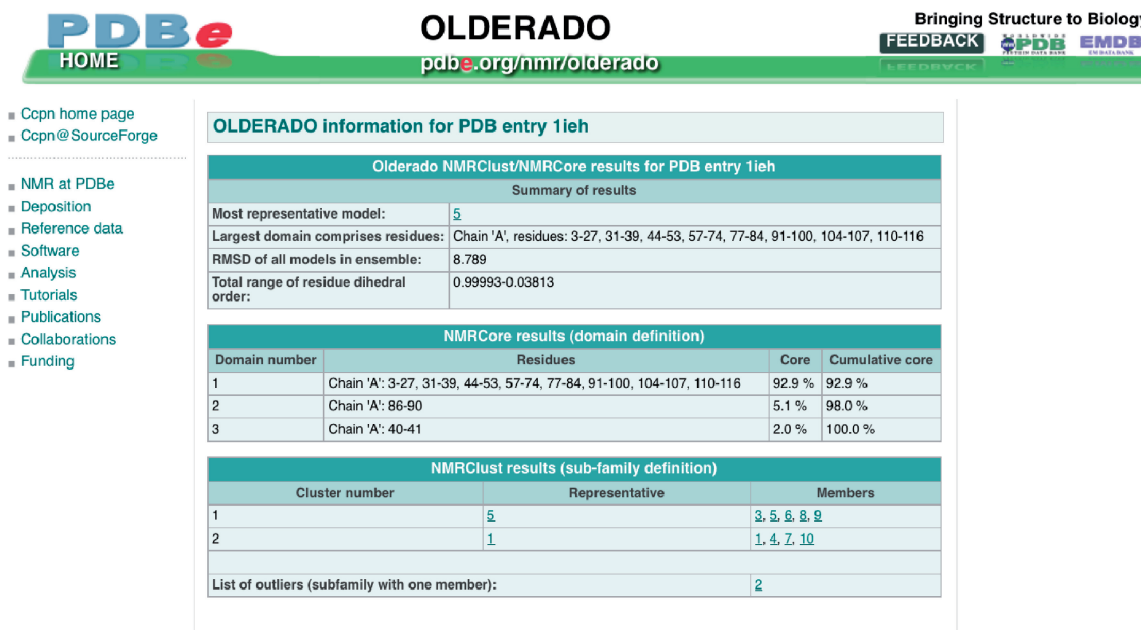 PDBe
HOME
OLDERADO
pdbe.org/nmr/olderado
Bringing Structure to Biology
FEEDBACK
WORLDWIDE
PDB
PROTEIN DATA BANK
EMDB
EM DATA BANK
Ccpn home page
Ccpn@SourceForge
NMR at PDBe
Deposition
Reference data
Software
Analysis
Tutorials
Publications
Collaborations
Funding
OLDERADO information for PDB entry 1ieh
Olderado NMRClust/NMRCore results for PDB entry 1ieh
Summary of results
Most representative model: 5
Largest domain comprises residues: Chain 'A', residues: 3-27, 31-39, 44-53, 57-74, 77-84, 91-100, 104-107, 110-116
RMSD of all models in ensemble: 8.789
Total range of residue dihedral 0.99993-0.03813
order:
NMRCore results (domain definition)
Domain number Residues Core Cumulative core
1 Chain 'A': 3-27, 31-39, 44-53, 57-74, 77-84, 91-100, 104-107, 110-116 92.9 % 92.9 %
2 Chain 'A': 86-90 5.1 % 98.0 %
3 Chain 'A': 40-41 2.0 % 100.0 %
NMRClust results (sub-family definition)
Cluster number Representative Members
1 5 3, 5, 6, 8, 9
2 1 1, 4, 7, 10
List of outliers (subfamily with one member): 2